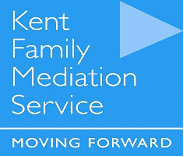 Kent
Family
Mediation
Service
MOVING FORWARD